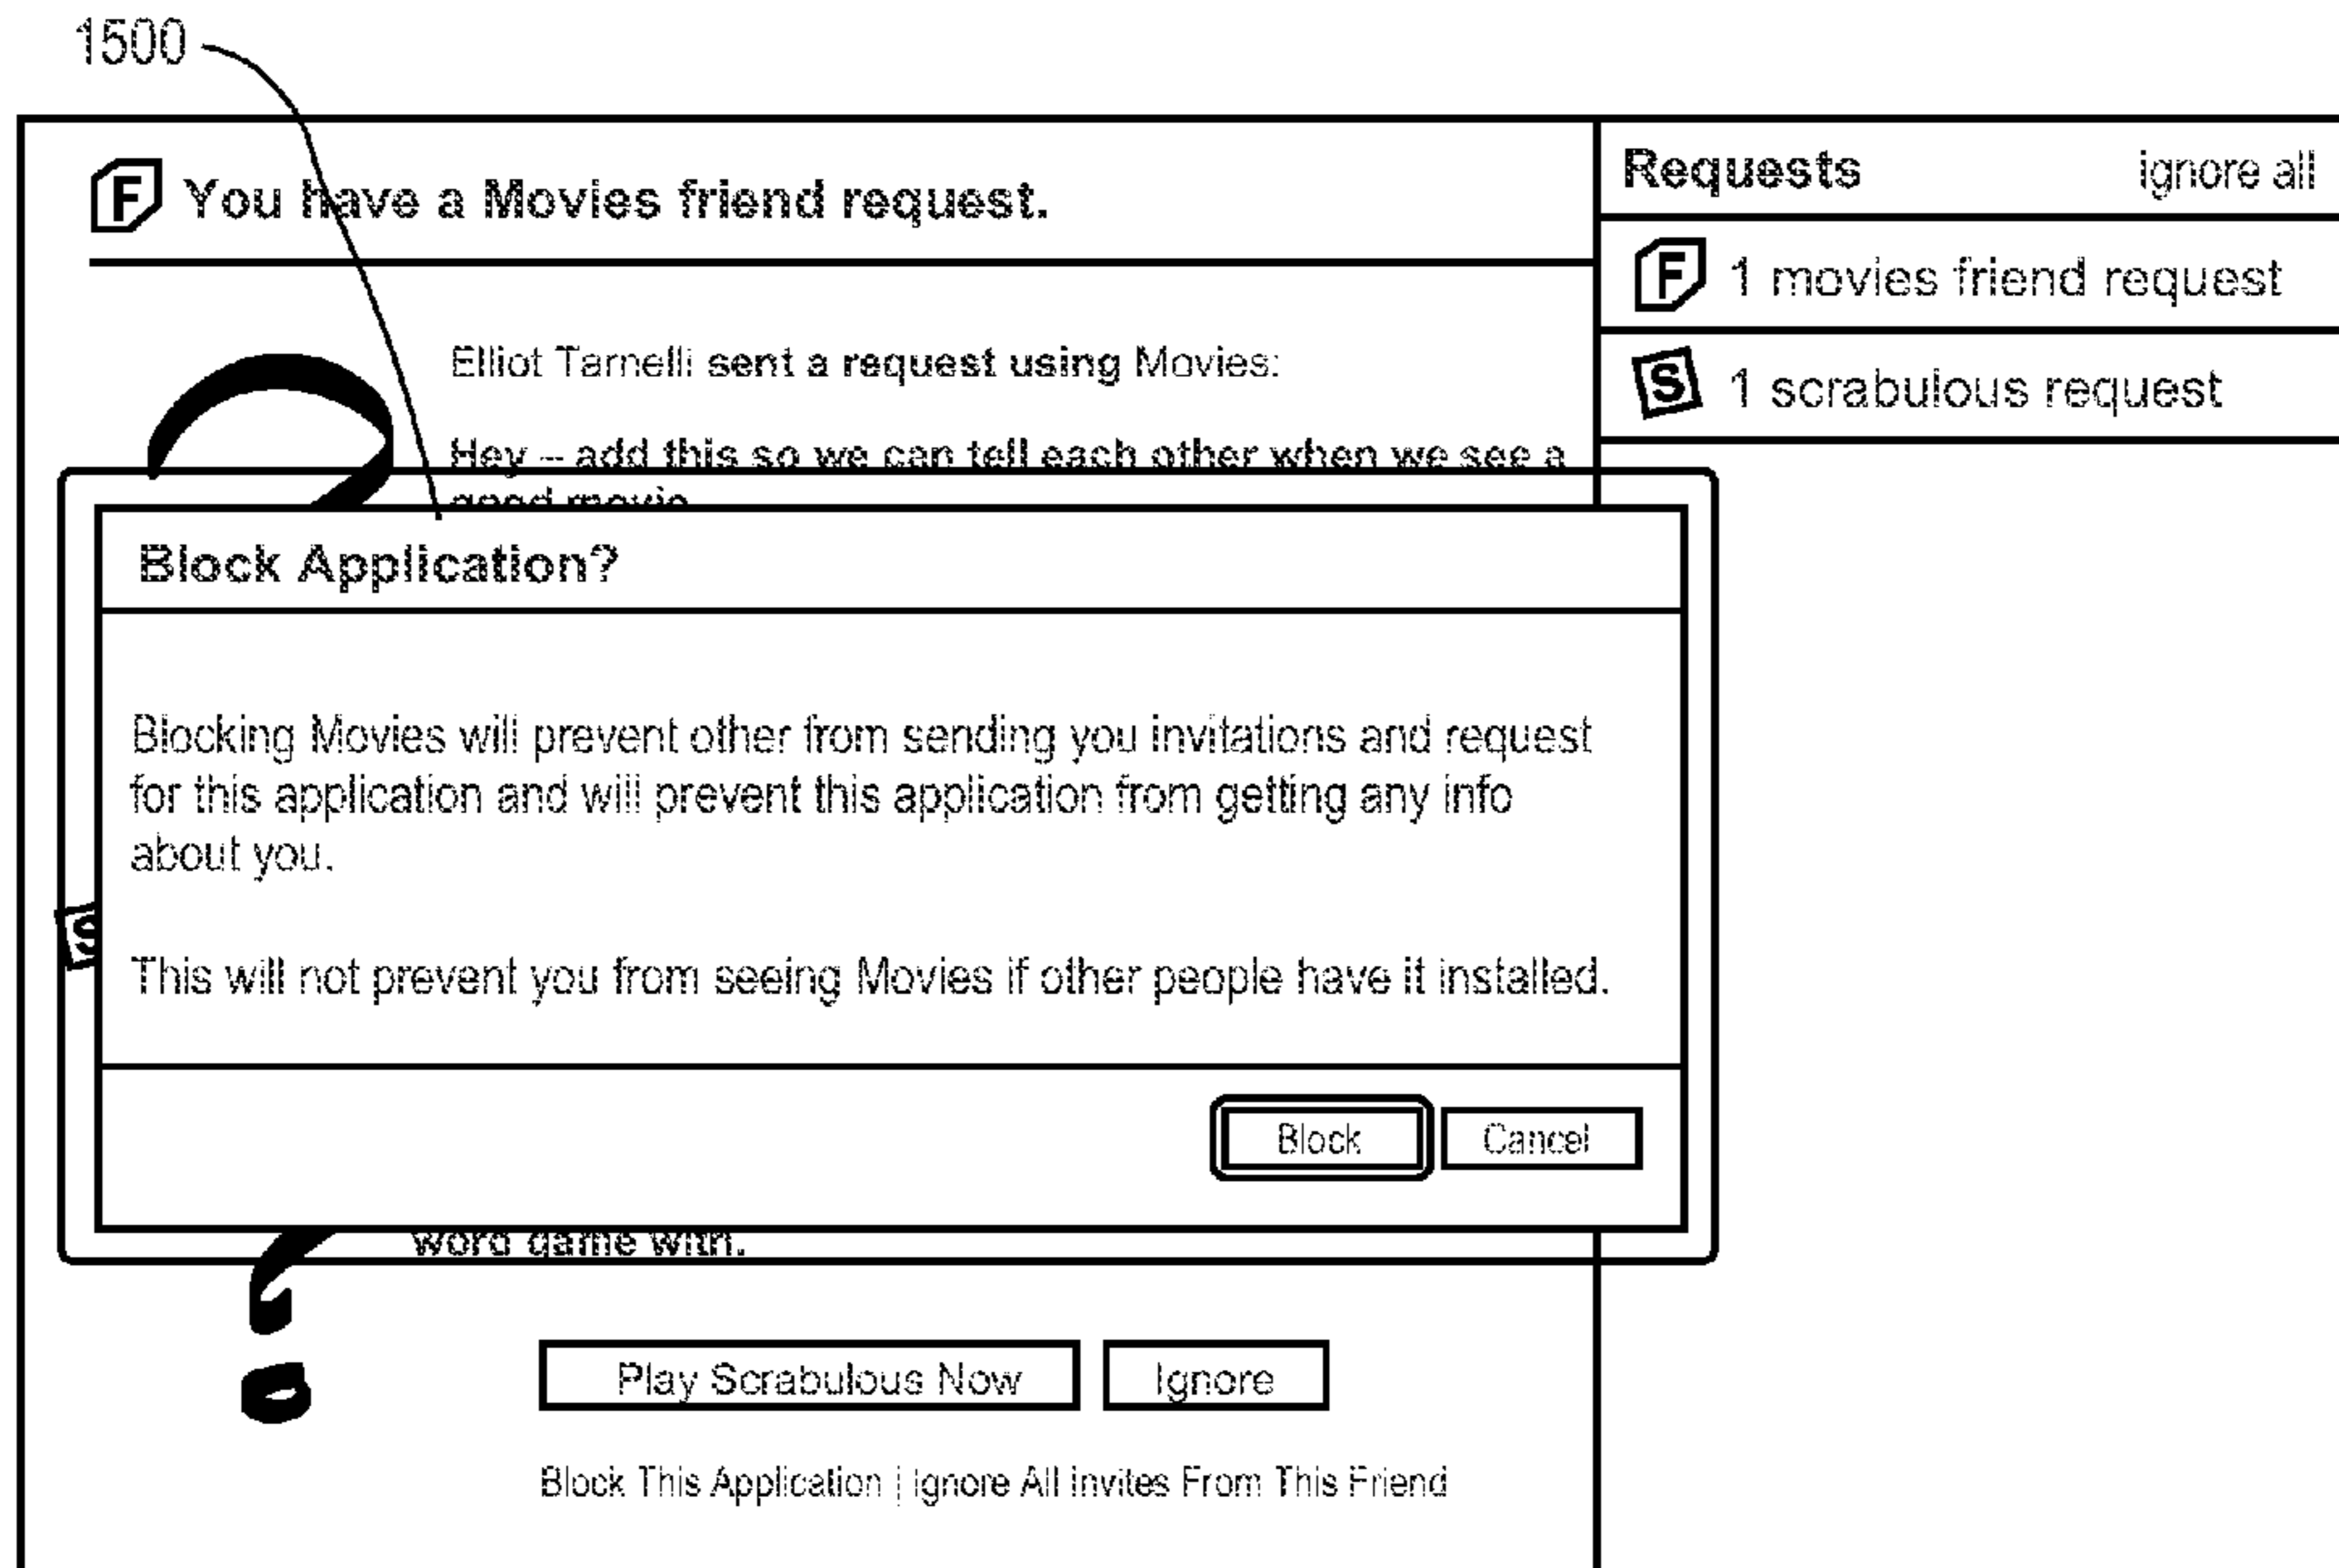 1500
F You have a Movies friend request.
Requests ignore all
F 1 movies friend request
S 1 scrabulous request
Elliot Tarnelli sent a request using Movies:
Hey -- add this so we can tell each other when we see a
good movie
Block Application?
Blocking Movies will prevent other from sending you invitations and request
for this application and will prevent this application from getting any info
about you.
S
This will not prevent you from seeing Movies if other people have it installed.
Block Cancel
word game with.
Play Scrabulous Now Ignore
Block This Application | Ignore All Invites From This Friend